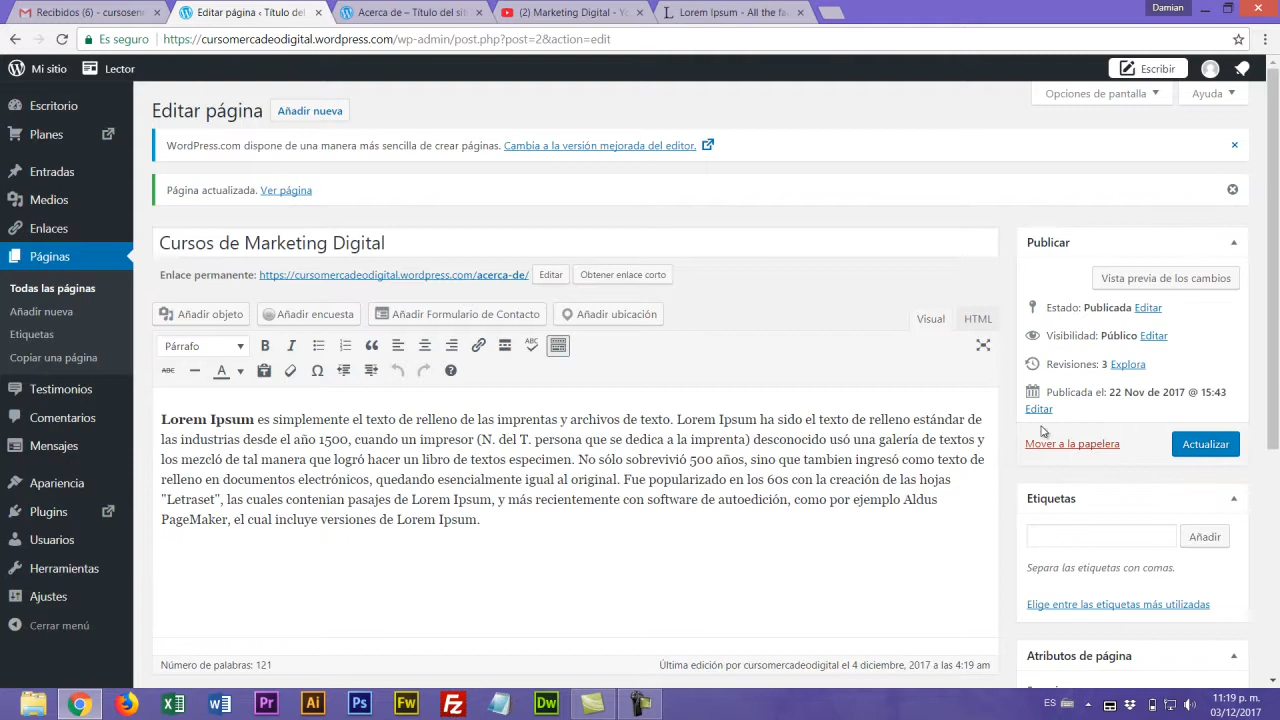 Recibidos (6) - cursosme
Editar página ‹ Título del
Acerca de – Título del sit
(2) Marketing Digital - Yo
Lorem Ipsum - All the fa
Damian
Es seguro
https://cursomercadeodigital.wordpress.com/wp-admin/post.php?post=2&action=edit
Mi sitio
Lector
Escribir
Escritorio
Planes
Entradas
Medios
Enlaces
Páginas
Todas las páginas
Añadir nueva
Etiquetas
Copiar una página
Testimonios
Comentarios
Mensajes
Apariencia
Plugins
Usuarios
Herramientas
Ajustes
Cerrar menú
Opciones de pantalla
Ayuda
Editar página
Añadir nueva
WordPress.com dispone de una manera más sencilla de crear páginas. Cambia a la versión mejorada del editor.
Página actualizada. Ver página
Cursos de Marketing Digital
Enlace permanente: https://cursomercadeodigital.wordpress.com/acerca-de/
Editar
Obtener enlace corto
Añadir objeto
Añadir encuesta
Añadir Formulario de Contacto
Añadir ubicación
Visual
HTML
Párrafo
B
I
ABC
ABC
A
Lorem Ipsum es simplemente el texto de relleno de las imprentas y archivos de texto. Lorem Ipsum ha sido el texto de relleno estándar de
las industrias desde el año 1500, cuando un impresor (N. del T. persona que se dedica a la imprenta) desconocido usó una galería de textos y
los mezcló de tal manera que logró hacer un libro de textos especimen. No sólo sobrevivió 500 años, sino que tambien ingresó como texto de
relleno en documentos electrónicos, quedando esencialmente igual al original. Fue popularizado en los 60s con la creación de las hojas
"Letraset", las cuales contenian pasajes de Lorem Ipsum, y más recientemente con software de autoedición, como por ejemplo Aldus
PageMaker, el cual incluye versiones de Lorem Ipsum.
Número de palabras: 121
Última edición por cursomercadeodigital el 4 diciembre, 2017 a las 4:19 am
Publicar
Vista previa de los cambios
Estado: Publicada Editar
Visibilidad: Público Editar
Revisiones: 3 Explora
Publicada el: 22 Nov de 2017 @ 15:43
Editar
Mover a la papelera
Actualizar
Etiquetas
Añadir
Separa las etiquetas con comas.
Elige entre las etiquetas más utilizadas
Atributos de página
Pr
Ai
Ps
Fw
Fz
Dw
ES
11:19 p.m.
03/12/2017